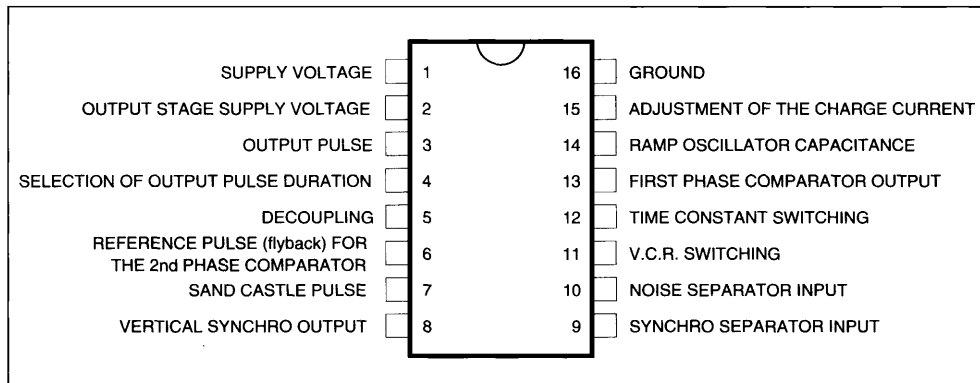 SUPPLY VOLTAGE 1 16 GROUND
OUTPUT STAGE SUPPLY VOLTAGE 2 15 ADJUSTMENT OF THE CHARGE CURRENT
OUTPUT PULSE 3 14 RAMP OSCILLATOR CAPACITANCE
SELECTION OF OUTPUT PULSE DURATION 4 13 FIRST PHASE COMPARATOR OUTPUT
DECOUPLING 5 12 TIME CONSTANT SWITCHING
REFERENCE PULSE (flyback) FOR
THE 2nd PHASE COMPARATOR 6 11 V.C.R. SWITCHING
SAND CASTLE PULSE 7 10 NOISE SEPARATOR INPUT
VERTICAL SYNCHRO OUTPUT 8 9 SYNCHRO SEPARATOR INPUT